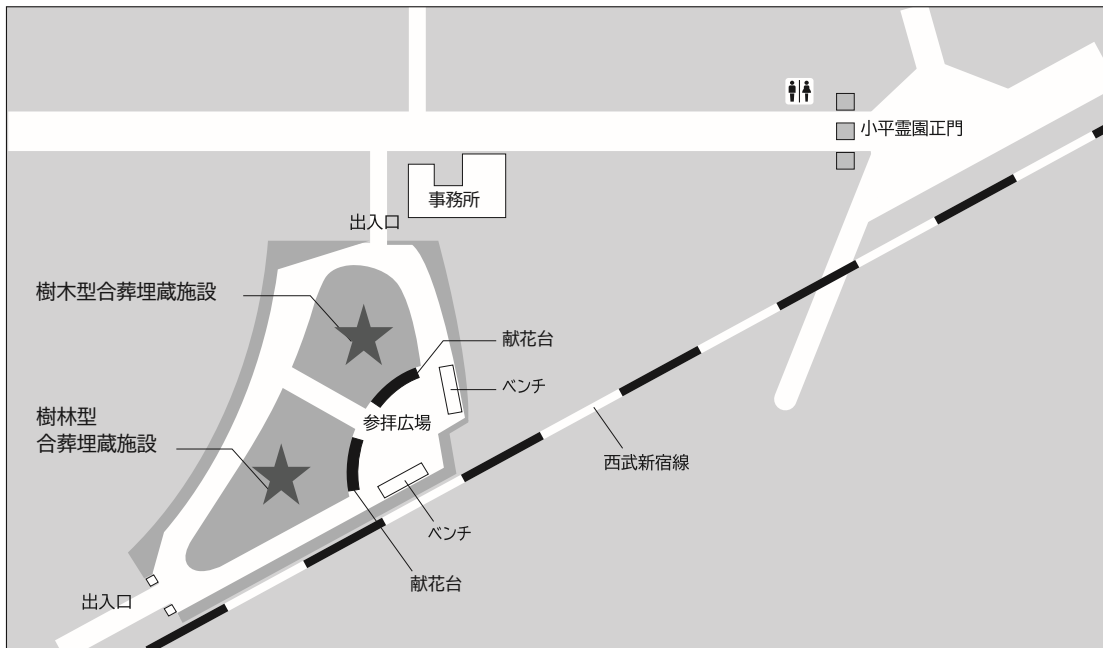 小平霊園正門
事務所
出入口
樹木型合葬埋蔵施設
献花台
ベンチ
樹林型
合葬埋蔵施設
参拝広場
西武新宿線
ベンチ
献花台
出入口